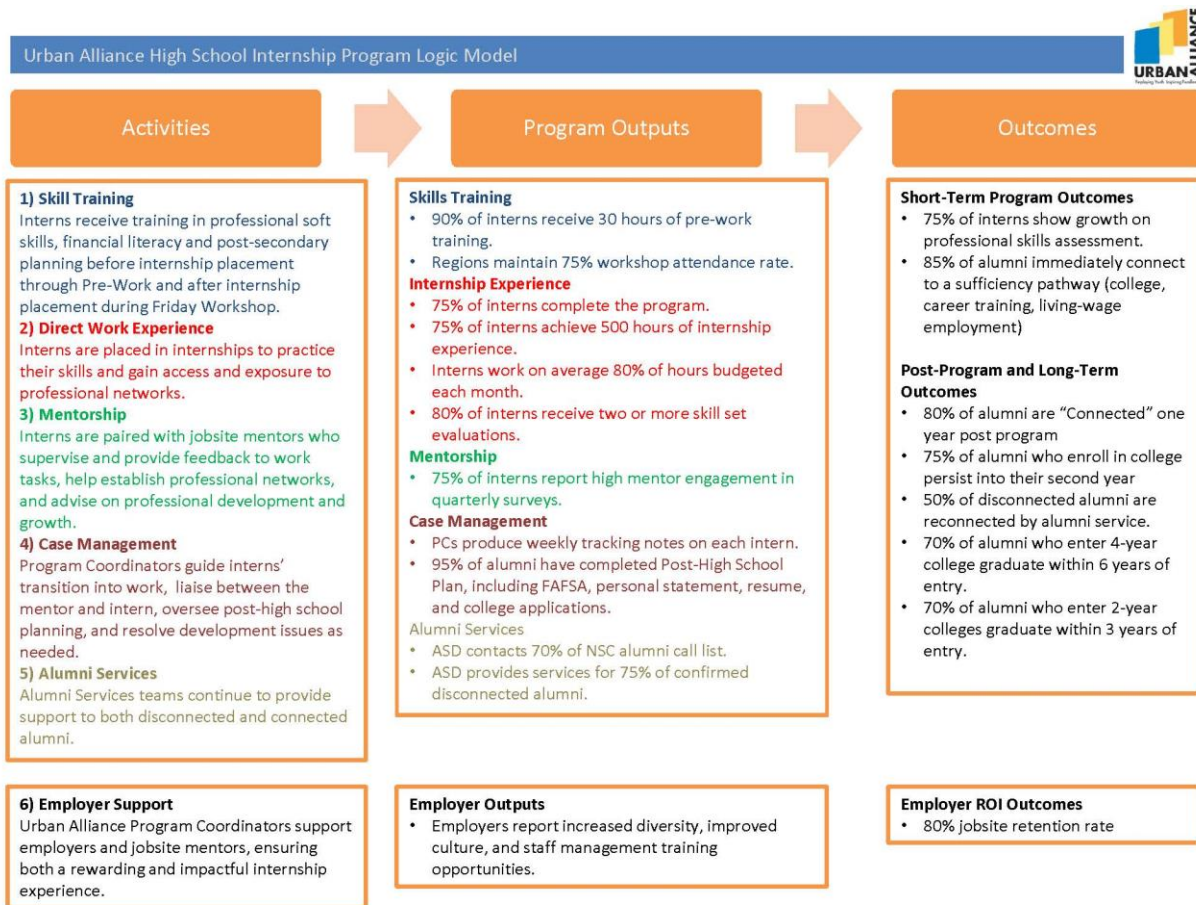 Urban Alliance High School Internship Program Logic Model
URBAN
ALLIANCE
Activities
Program Outputs
Outcomes
1) Skill Training
Interns receive training in professional soft
skills, financial literacy and post-secondary
planning before internship placement
through Pre-Work and after internship
placement during Friday Workshop.
2) Direct Work Experience
Interns are placed in internships to practice
their skills and gain access and exposure to
professional networks.
3) Mentorship
Interns are paired with jobsite mentors who
supervise and provide feedback to work
tasks, help establish professional networks,
and advise on professional development and
growth.
4) Case Management
Program Coordinators guide interns'
transition into work, liaise between the
mentor and intern, oversee post-high school
planning, and resolve development issues as
needed.
5) Alumni Services
Alumni Services teams continue to provide
support to both disconnected and connected
alumni.
Skills Training
• 90% of interns receive 30 hours of pre-work
training.
• Regions maintain 75% workshop attendance rate.
Internship Experience
• 75% of interns complete the program.
• 75% of interns achieve 500 hours of internship
experience.
• Interns work on average 80% of hours budgeted
each month.
• 80% of interns receive two or more skill set
evaluations.
Mentorship
• 75% of interns report high mentor engagement in
quarterly surveys.
Case Management
• PCs produce weekly tracking notes on each intern.
• 95% of alumni have completed Post-High School
Plan, including FAFSA, personal statement, resume,
and college applications.
Alumni Services
• ASD contacts 70% of NSC alumni call list.
• ASD provides services for 75% of confirmed
disconnected alumni.
Short-Term Program Outcomes
• 75% of interns show growth on
professional skills assessment.
• 85% of alumni immediately connect
to a sufficiency pathway (college,
career training, living-wage
employment)
Post-Program and Long-Term
Outcomes
• 80% of alumni are "Connected" one
year post program
• 75% of alumni who enroll in college
persist into their second year
• 50% of disconnected alumni are
reconnected by alumni service.
• 70% of alumni who enter 4-year
college graduate within 6 years of
entry.
• 70% of alumni who enter 2-year
colleges graduate within 3 years of
entry.
6) Employer Support
Urban Alliance Program Coordinators support
employers and jobsite mentors, ensuring
both a rewarding and impactful internship
experience.
Employer Outputs
• Employers report increased diversity, improved
culture, and staff management training
opportunities.
Employer ROI Outcomes
• 80% jobsite retention rate